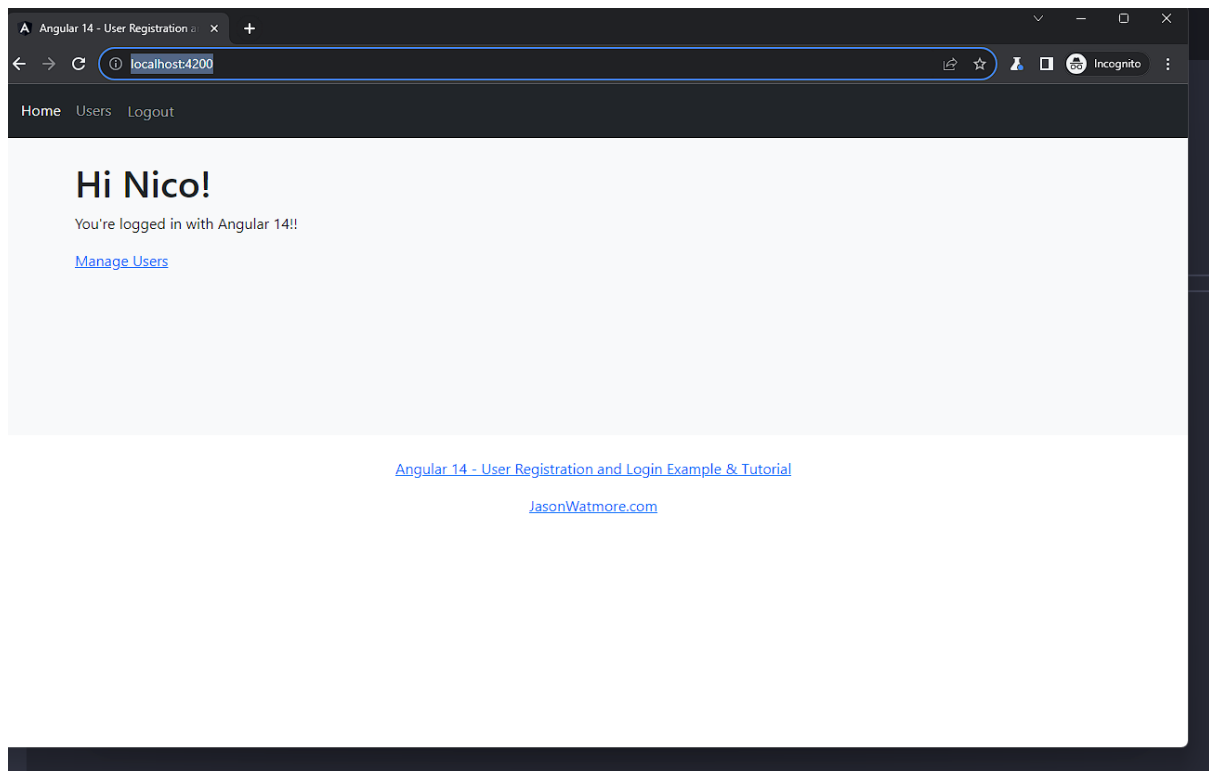 Angular 14 - User Registration a
localhost:4200
Incognito
Home Users Logout
Hi Nico!
You're logged in with Angular 14!!
Manage Users
Angular 14 - User Registration and Login Example & Tutorial
JasonWatmore.com